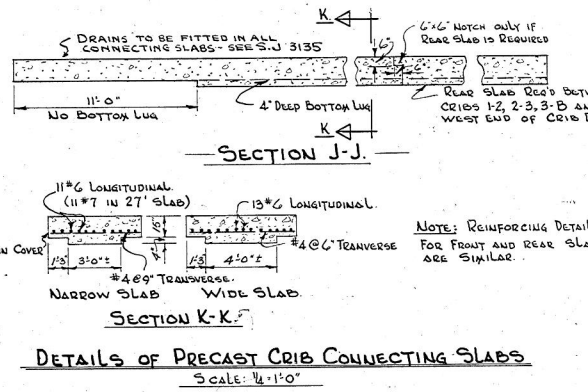 DRAINS TO BE FITTED IN ALL
CONNECTING SLABS - SEE S.J 3135
K
6"x6" NOTCH ONLY IF
REAR SLAB IS REQUIRED
6"
11'-0"
NO BOTTOM LUG
4" DEEP BOTTOM LUG
REAR SLAB REQ'D BETW
CRIBS 1-2, 2-3, 3-B AN
WEST END OF CRIB
K
SECTION J-J.
11#6 LONGITUDINAL
(11#7 IN 27' SLAB)
13#6 LONGITUDINAL
N COVER
#4@6" TRANVERSE
1'-3 3'-0"±
1'-3 4'-0"±
#4@9" TRANSVERSE.
NARROW SLAB WIDE SLAB.
SECTION K-K.
NOTE: REINFORCING DETAIL
FOR FRONT AND REAR SLA
ARE SIMILAR.
DETAILS OF PRECAST CRIB CONNECTING SLABS
SCALE: 1/4=1'-0"